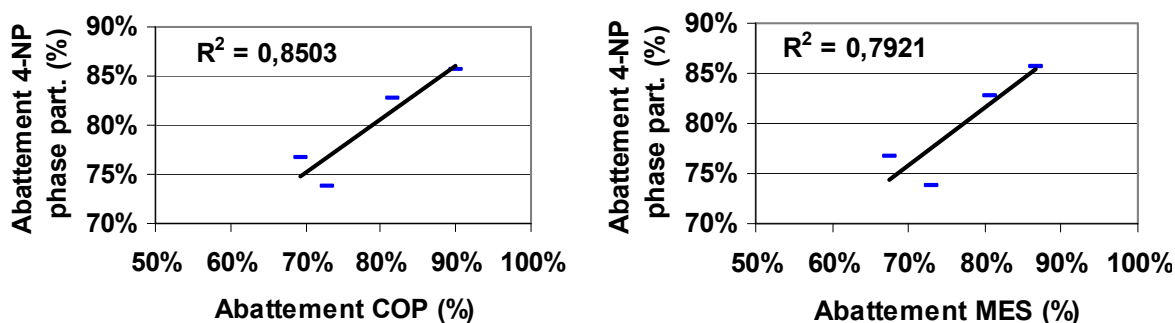 Abattement 4-NP
phase part. (%)
90%
85%
80%
75%
70%
R² = 0,8503
50% 60% 70% 80% 90% 100%
Abattement COP (%)
Abattement 4-NP
phase part. (%)
90%
85%
80%
75%
70%
R² = 0,7921
50% 60% 70% 80% 90% 100%
Abattement MES (%)